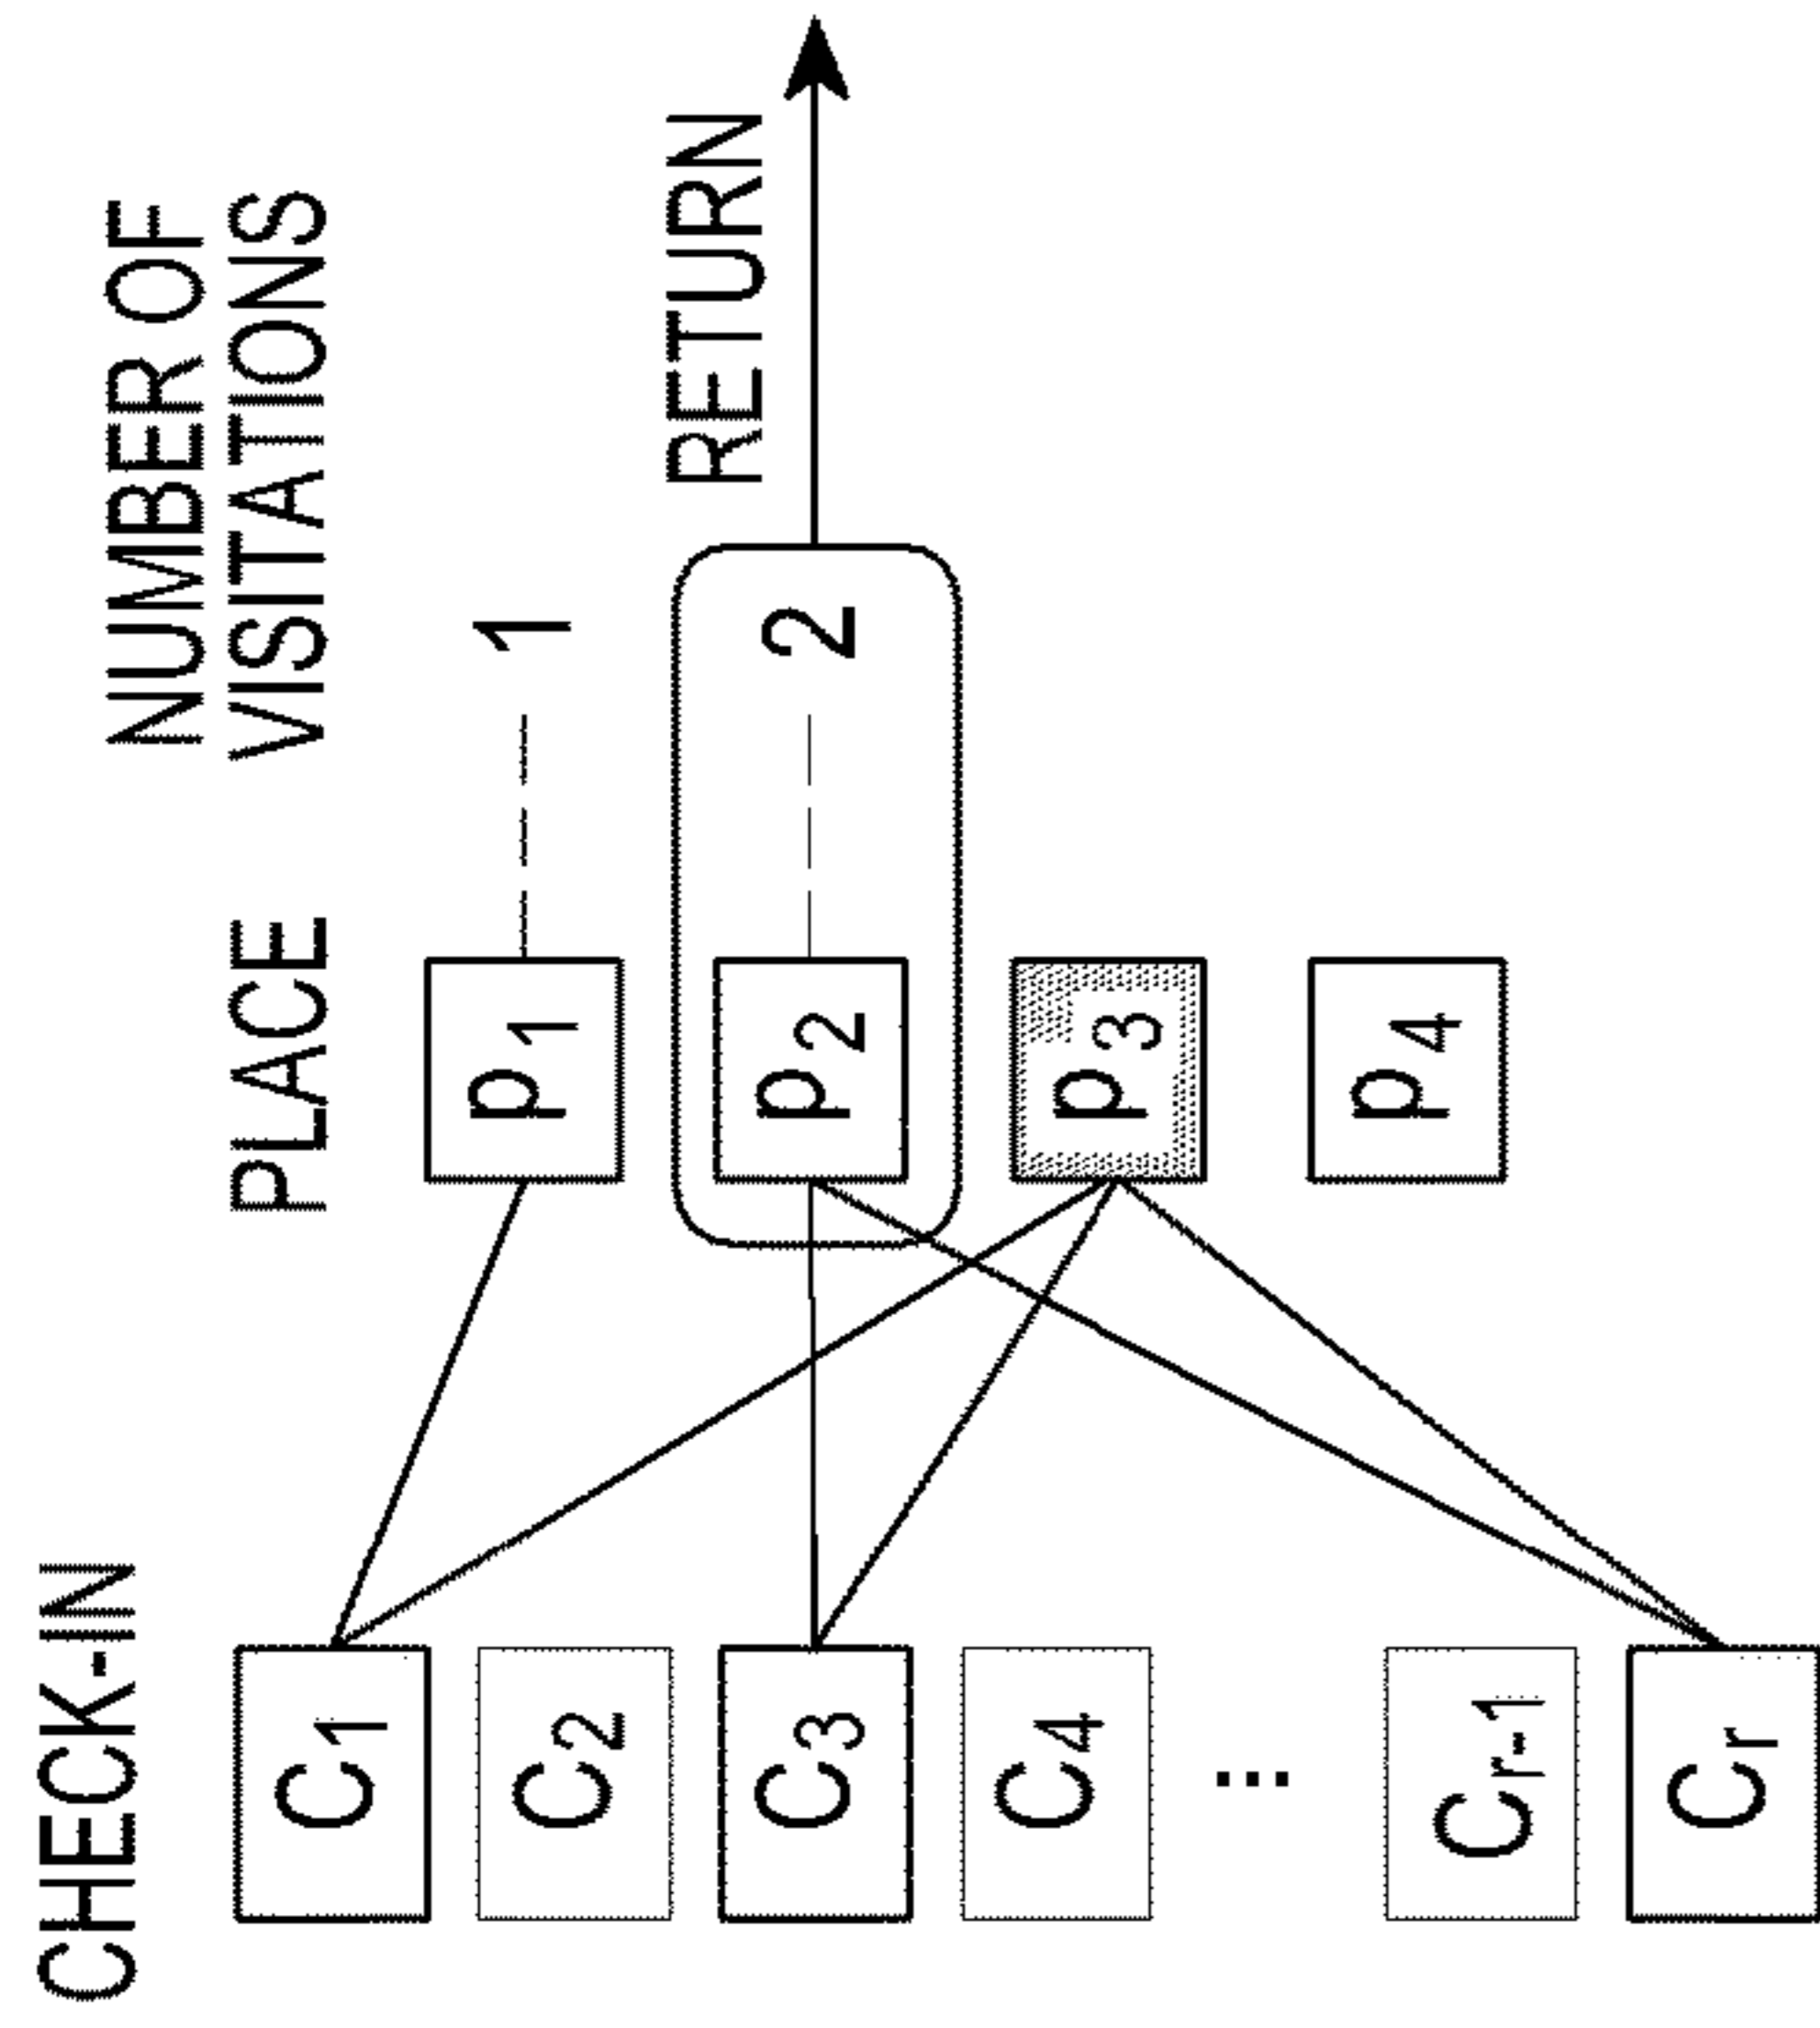 CHECK-IN
PLACE
NUMBER OF
VISITATIONS
C1
C2
C3
C4
⋮
Cr-1
Cr
p1
p2
p3
p4
1
2
RETURN